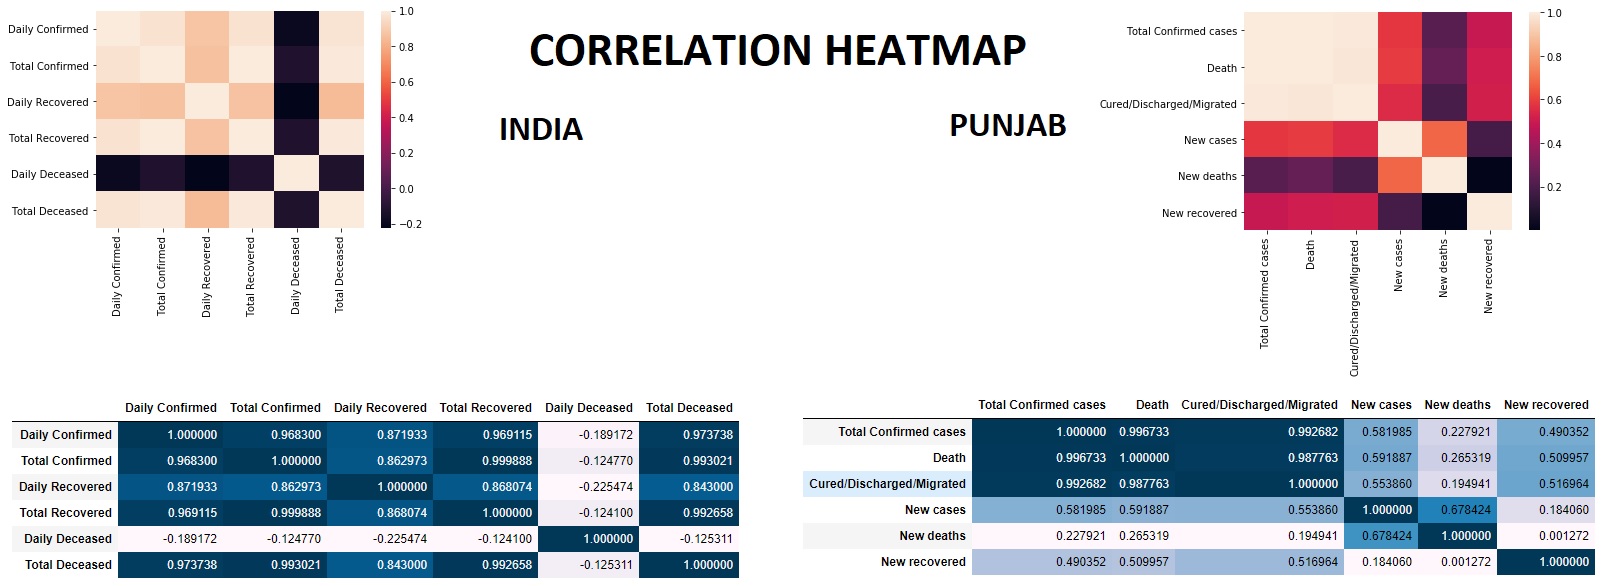 CORRELATION HEATMAP
INDIA
PUNJAB
Daily Confirmed
Total Confirmed
Daily Recovered
Total Recovered
Daily Deceased
Total Deceased
Daily Confirmed
Total Confirmed
Daily Recovered
Total Recovered
Daily Deceased
Total Deceased
1.0
0.8
0.6
0.4
0.2
0.0
−0.2
Total Confirmed cases
Death
Cured/Discharged/Migrated
New cases
New deaths
New recovered
Total Confirmed cases
Death
Cured/Discharged/Migrated
New cases
New deaths
New recovered
1.0
0.8
0.6
0.4
0.2
Daily Confirmed Total Confirmed Daily Recovered Total Recovered Daily Deceased Total Deceased
Daily Confirmed 1.000000 0.968300 0.871933 0.969115 -0.189172 0.973738
Total Confirmed 0.968300 1.000000 0.862973 0.999888 -0.124770 0.993021
Daily Recovered 0.871933 0.862973 1.000000 0.868074 -0.225474 0.843000
Total Recovered 0.969115 0.999888 0.868074 1.000000 -0.124100 0.992658
Daily Deceased -0.189172 -0.124770 -0.225474 -0.124100 1.000000 -0.125311
Total Deceased 0.973738 0.993021 0.843000 0.992658 -0.125311 1.000000
Total Confirmed cases Death Cured/Discharged/Migrated New cases New deaths New recovered
Total Confirmed cases 1.000000 0.996733 0.992682 0.581985 0.227921 0.490352
Death 0.996733 1.000000 0.987763 0.591887 0.265319 0.509957
Cured/Discharged/Migrated 0.992682 0.987763 1.000000 0.553860 0.194941 0.516964
New cases 0.581985 0.591887 0.553860 1.000000 0.678424 0.184060
New deaths 0.227921 0.265319 0.194941 0.678424 1.000000 0.001272
New recovered 0.490352 0.509957 0.516964 0.184060 0.001272 1.000000